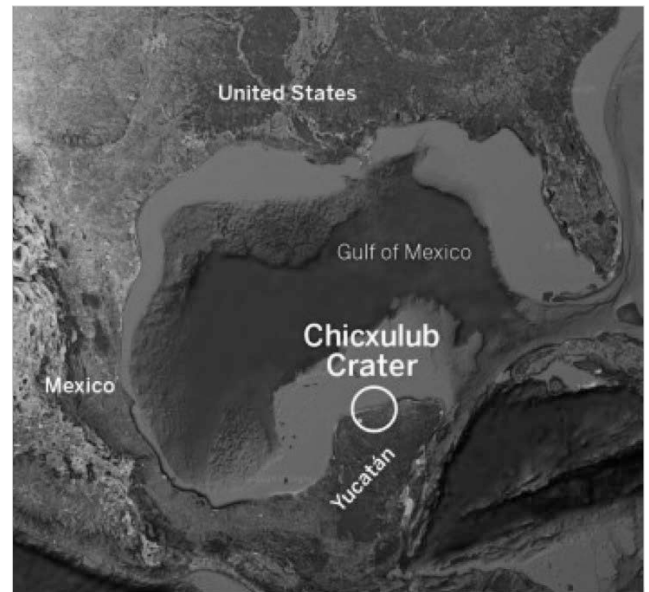 United States
Gulf of Mexico
Chicxulub
Crater
Mexico
Yucatán